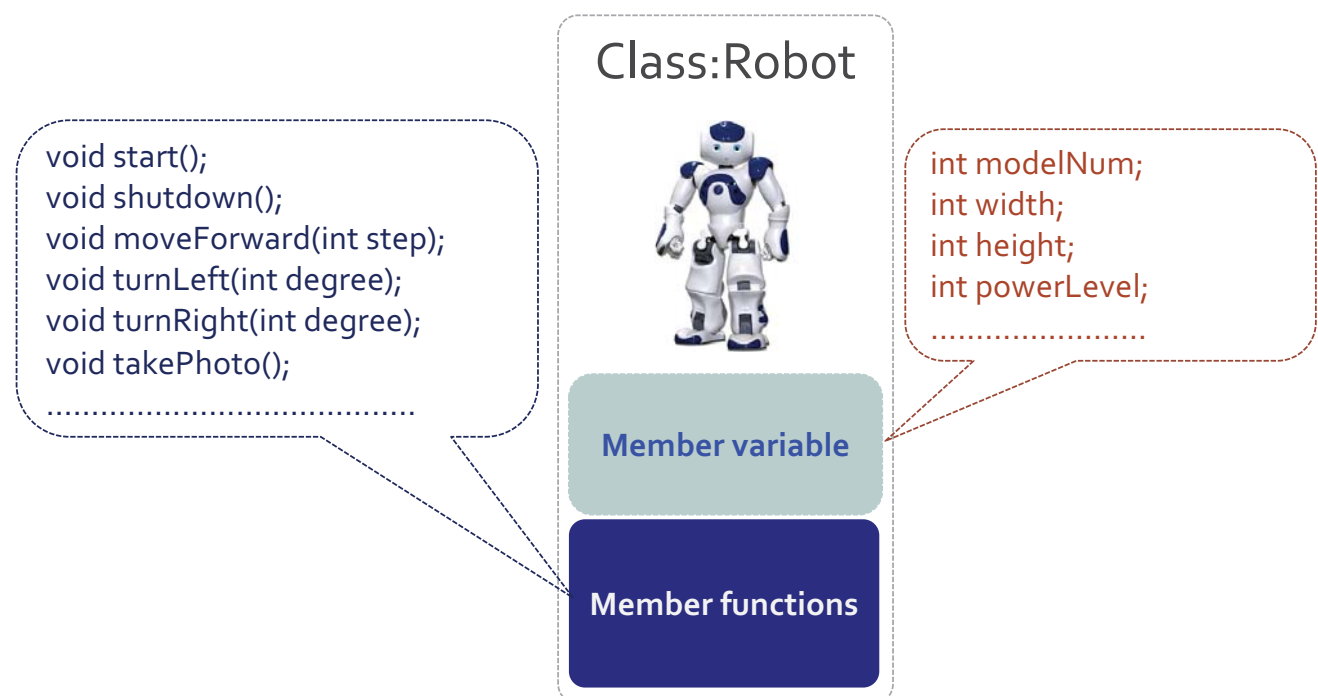 Class:Robot
void start();
void shutdown();
void moveForward(int step);
void turnLeft(int degree);
void turnRight(int degree);
void takePhoto();
.........................................
int modelNum;
int width;
int height;
int powerLevel;
........................
Member variable
Member functions